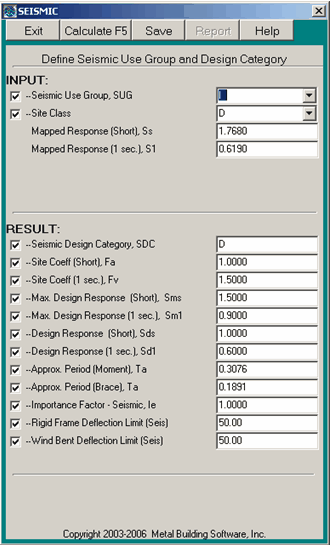 SEISMIC
Exit Calculate F5 Save Report Help
Define Seismic Use Group and Design Category
INPUT:
--Seismic Use Group, SUG I
--Site Class D
Mapped Response (Short), Ss 1.7680
Mapped Response (1 sec.), S1 0.6190
RESULT:
--Seismic Design Category, SDC D
--Site Coeff (Short), Fa 1.0000
--Site Coeff (1 sec.), Fv 1.5000
--Max. Design Response (Short), Sms 1.5000
--Max. Design Response (1 sec.), Sm1 0.9000
--Design Response (Short), Sds 1.0000
--Design Response (1 sec.), Sd1 0.6000
--Approx. Period (Moment), Ta 0.3076
--Approx. Period (Brace), Ta 0.1891
--Importance Factor - Seismic, Ie 1.0000
--Rigid Frame Deflection Limit (Seis) 50.00
--Wind Bent Deflection Limit (Seis) 50.00
Copyright 2003-2006 Metal Building Software, Inc.